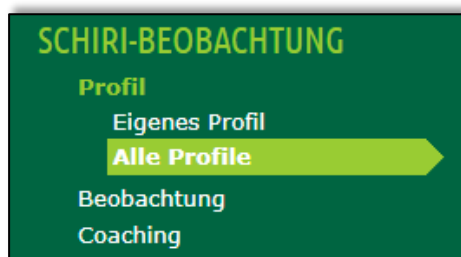 SCHIRI-BEOBACHTUNG
Profil
Eigenes Profil
Alle Profile
Beobachtung
Coaching